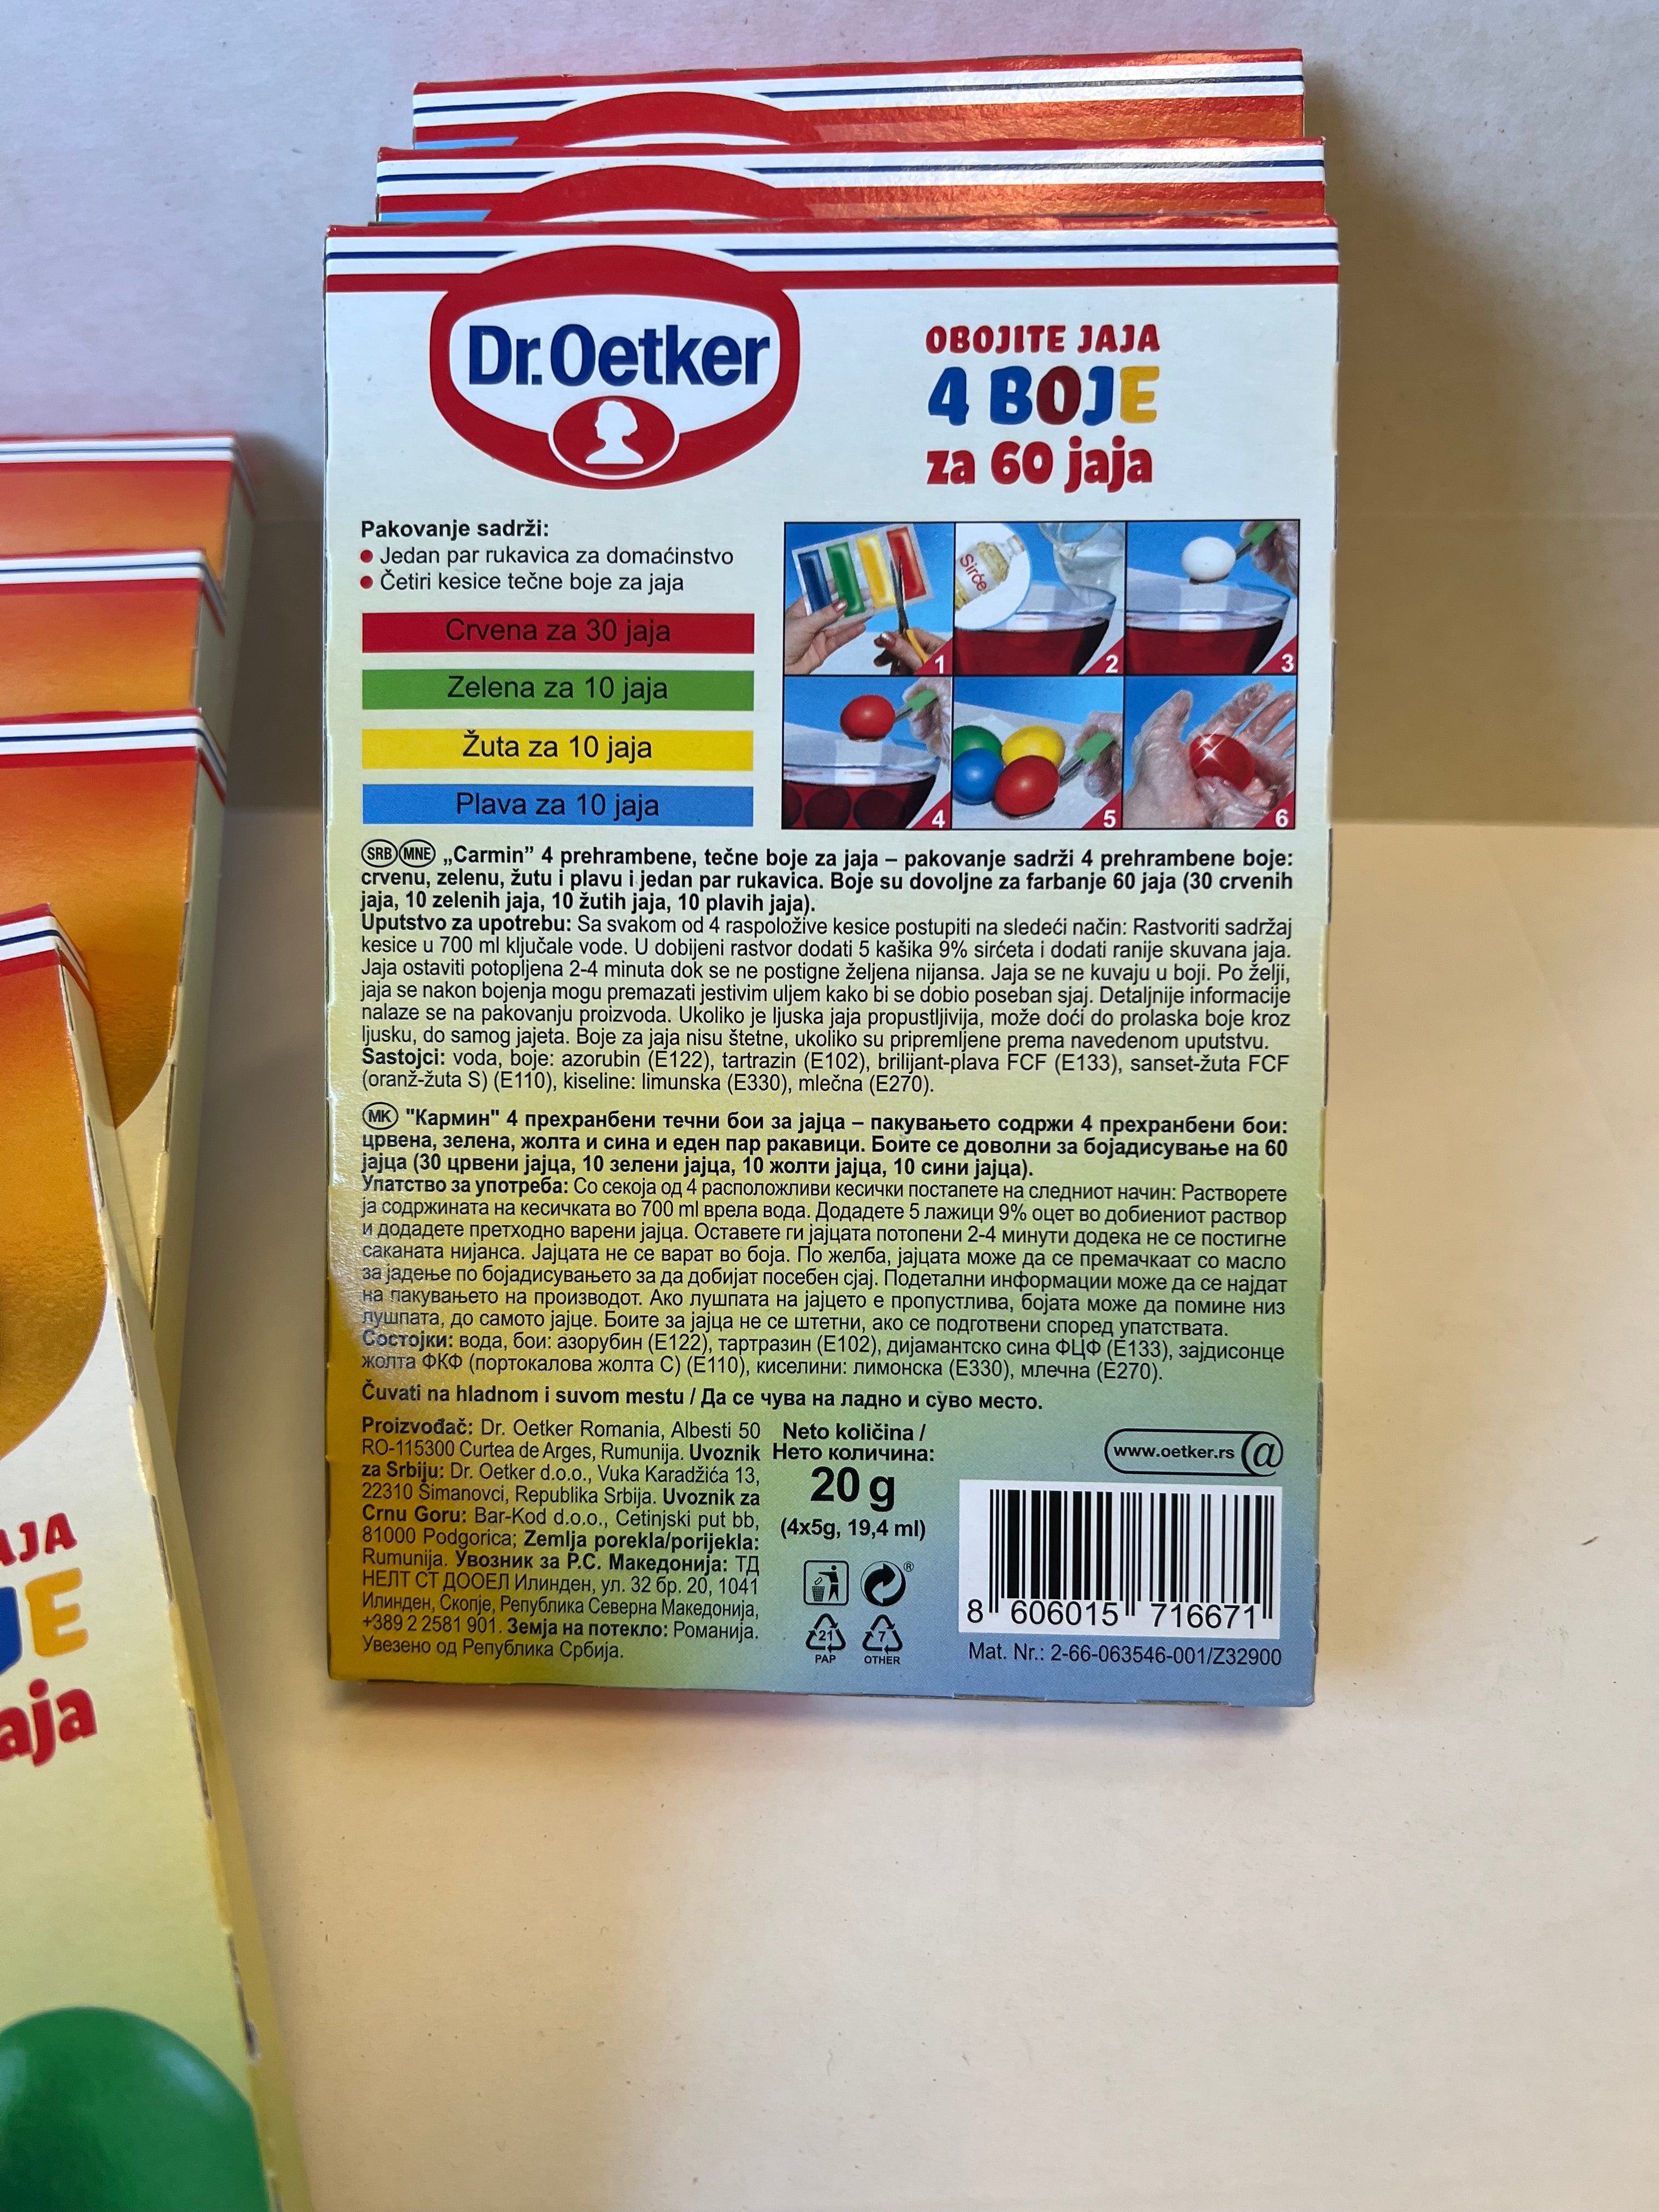 Dr.Oetker
OBOJITE JAJA
4 BOJE
za 60 jaja
Pakovanje sadrži:
• Jedan par rukavica za domaćinstvo
• Četiri kesice tečne boje za jaja
Crvena za 30 jaja
Zelena za 10 jaja
Žuta za 10 jaja
Plava za 10 jaja
1
Sirće
2
3
4
5
6
SRB MNE „Carmin” 4 prehrambene, tečne boje za jaja – pakovanje sadrži 4 prehrambene boje:
crvenu, zelenu, žutu i plavu i jedan par rukavica. Boje su dovoljne za farbanje 60 jaja (30 crvenih
jaja, 10 zelenih jaja, 10 žutih jaja, 10 plavih jaja).
Uputstvo za upotrebu: Sa svakom od 4 raspoložive kesice postupiti na sledeći način: Rastvoriti sadržaj
kesice u 700 ml ključale vode. U dobijeni rastvor dodati 5 kašika 9% sirćeta i dodati ranije skuvana jaja.
Jaja ostaviti potopljena 2-4 minuta dok se ne postigne željena nijansa. Jaja se ne kuvaju u boji. Po želji,
jaja se nakon bojenja mogu premazati jestivim uljem kako bi se dobio poseban sjaj. Detaljnije informacije
nalaze se na pakovanju proizvoda. Ukoliko je ljuska jaja propustljivija, može doći do prolaska boje kroz
ljusku, do samog jajeta. Boje za jaja nisu štetne, ukoliko su pripremljene prema navedenom uputstvu.
Sastojci: voda, boje: azorubin (E122), tartrazin (E102), brilijant-plava FCF (E133), sanset-žuta FCF
(oranž-žuta S) (E110), kiseline: limunska (E330), mlečna (E270).
MK "Кармин" 4 прехранбени течни бои за јајца – пакувањето содржи 4 прехранбени бои:
црвена, зелена, жолта и сина и еден пар ракавици. Боите се доволни за бојадисување на 60
јајца (30 црвени јајца, 10 зелени јајца, 10 жолти јајца, 10 сини јајца).
Упатство за употреба: Со секоја од 4 расположливи кесички постапете на следниот начин: Растворете
ја содржината на кесичката во 700 ml врела вода. Додадете 5 лажици 9% оцет во добиениот раствор
и додадете претходно варени јајца. Оставете ги јајцата потопени 2-4 минути додека не се постигне
саканата нијанса. Јајцата не се варат во боја. По желба, јајцата може да се премачкаат со масло
за јадење по бојадисувањето за да добијат посебен сјај. Подетални информации може да се најдат
на пакувањето на производот. Ако лушпата на јајцето е пропустлива, бојата може да помине низ
лушпата, до самото јајце. Боите за јајца не се штетни, ако се подготвени според упатствата.
Состојки: вода, бои: азорубин (E122), тартразин (E102), дијамантско сина ФЦФ (E133), зајдисонце
жолта ФКФ (портокалова жолта С) (E110), киселини: лимонска (E330), млечна (E270).
Čuvati na hladnom i suvom mestu / Да се чува на ладно и суво место.
Proizvođač: Dr. Oetker Romania, Albesti 50
RO-115300 Curtea de Arges, Rumunija. Uvoznik
za Srbiju: Dr. Oetker d.o.o., Vuka Karadžića 13,
22310 Šimanovci, Republika Srbija. Uvoznik za
Crnu Goru: Bar-Kod d.o.o., Cetinjski put bb,
81000 Podgorica; Zemlja porekla/porijekla:
Rumunija. Увозник за Р.С. Македонија: ТД
НЕЛТ СТ ДООЕЛ Илинден, ул. 32 бр. 20, 1041
Илинден, Скопје, Република Северна Македонија,
+389 2 2581 901. Земја на потекло: Романија.
Увезено од Република Србија.
Neto količina /
Нето количина:
20 g
(4x5g, 19,4 ml)
21
PAP
7
OTHER
www.oetker.rs @
8 606015 716671
Mat. Nr.: 2-66-063546-001/Z32900
AJA
JE
aja